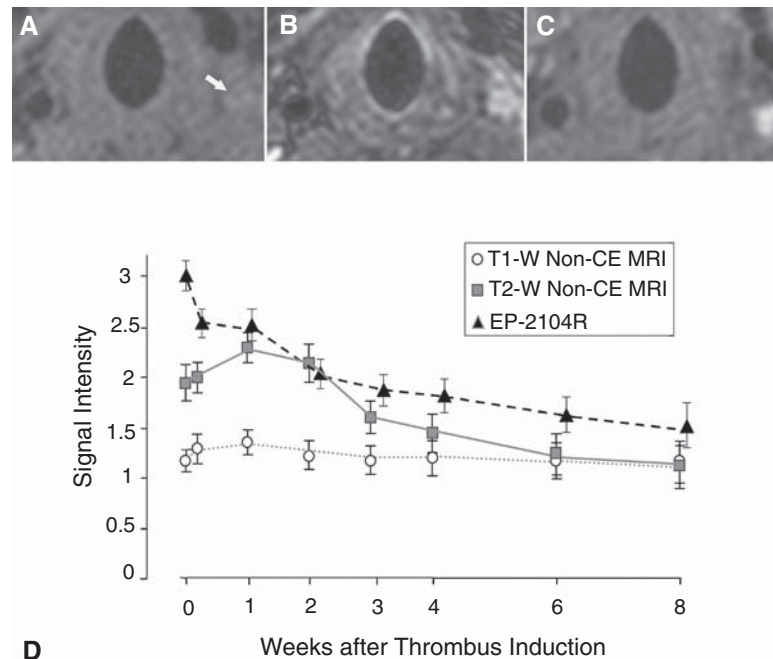 A
B
C
T1-W Non-CE MRI
T2-W Non-CE MRI
EP-2104R
Signal Intensity
3
2.5
2
1.5
1
0.5
0
0 1 2 3 4 6 8
Weeks after Thrombus Induction
D